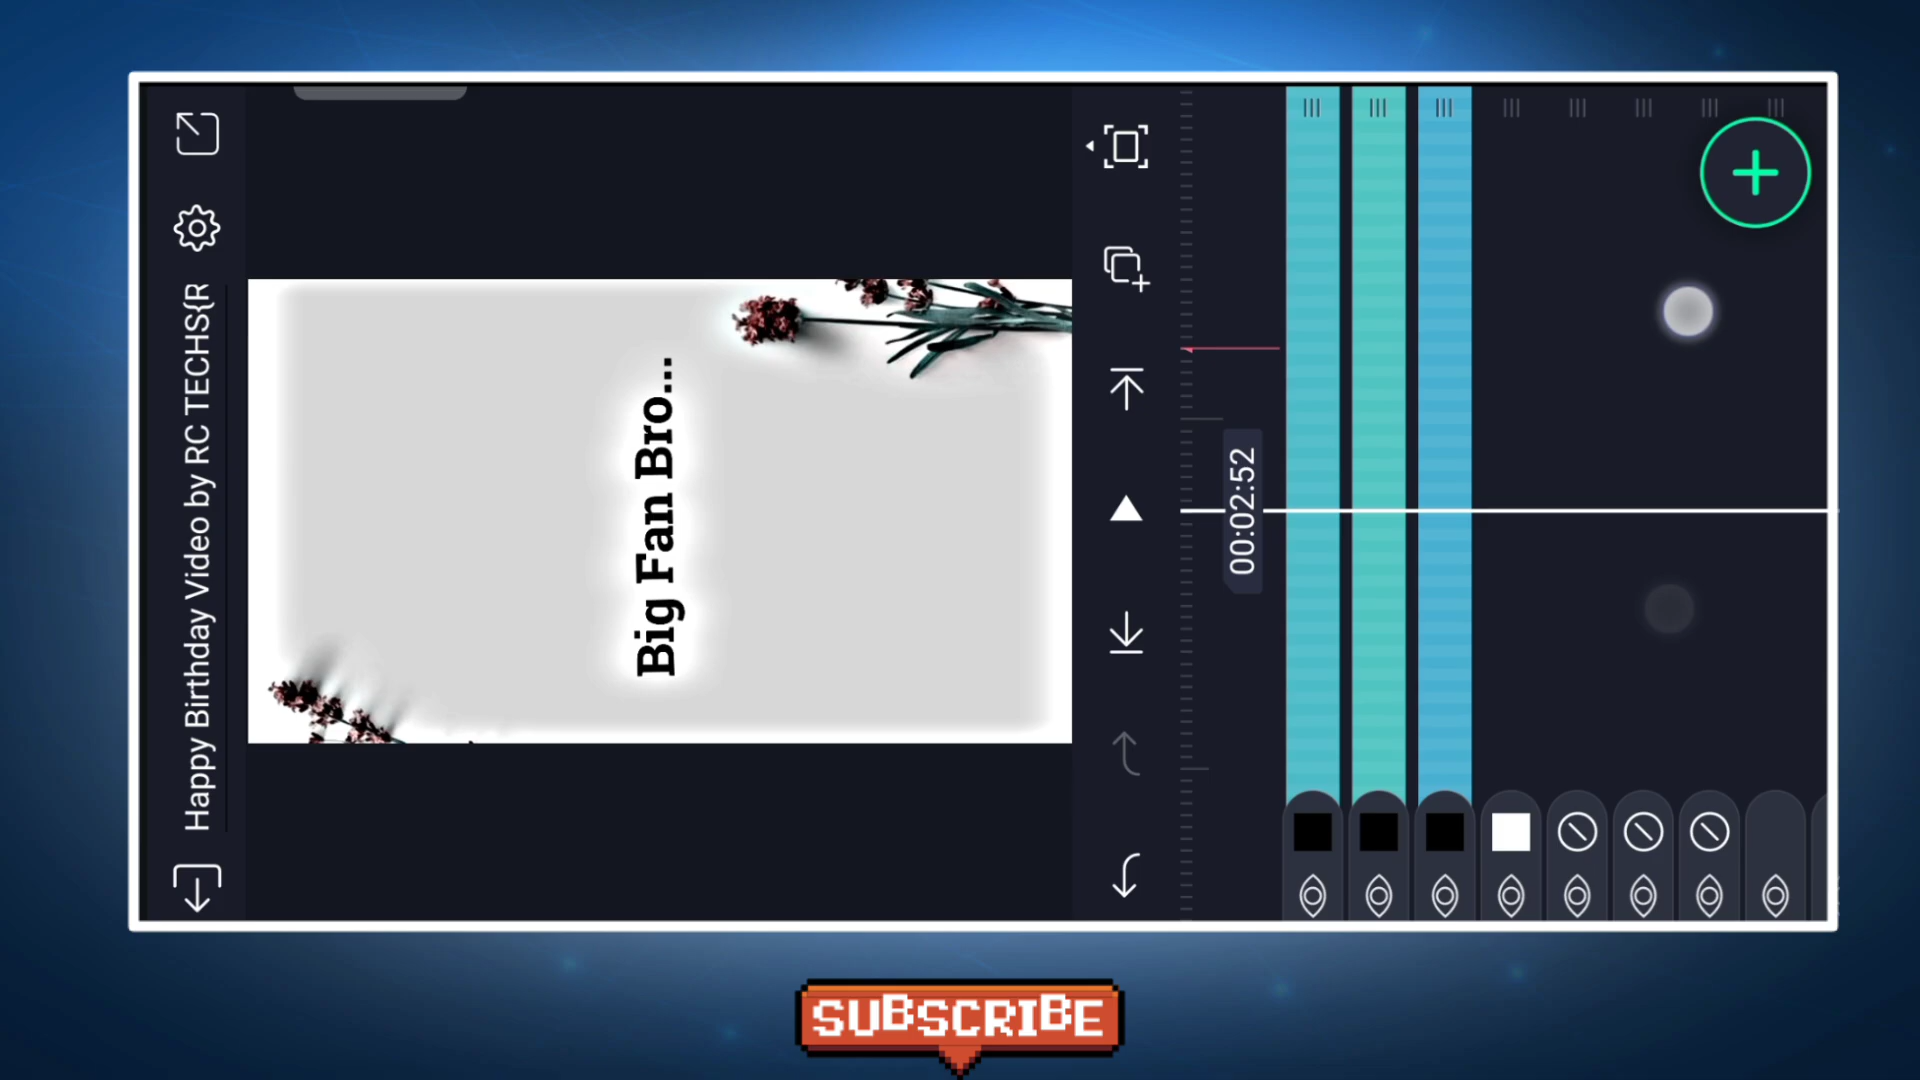 Happy Birthday Video by RC TECHS{R
Big Fan Bro...
00:02:52
SUBSCRIBE